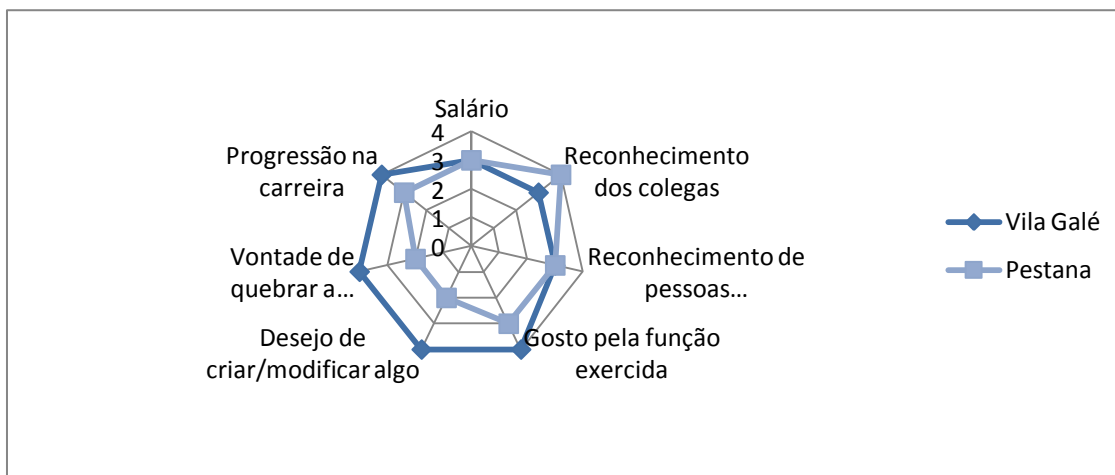 Salário
4
3
2
1
0
Reconhecimento
dos colegas
Reconhecimento de
pessoas...
Gosto pela função
exercida
Desejo de
criar/modificar algo
Vontade de
quebrar a...
Progressão na
carreira
Vila Galé
Pestana